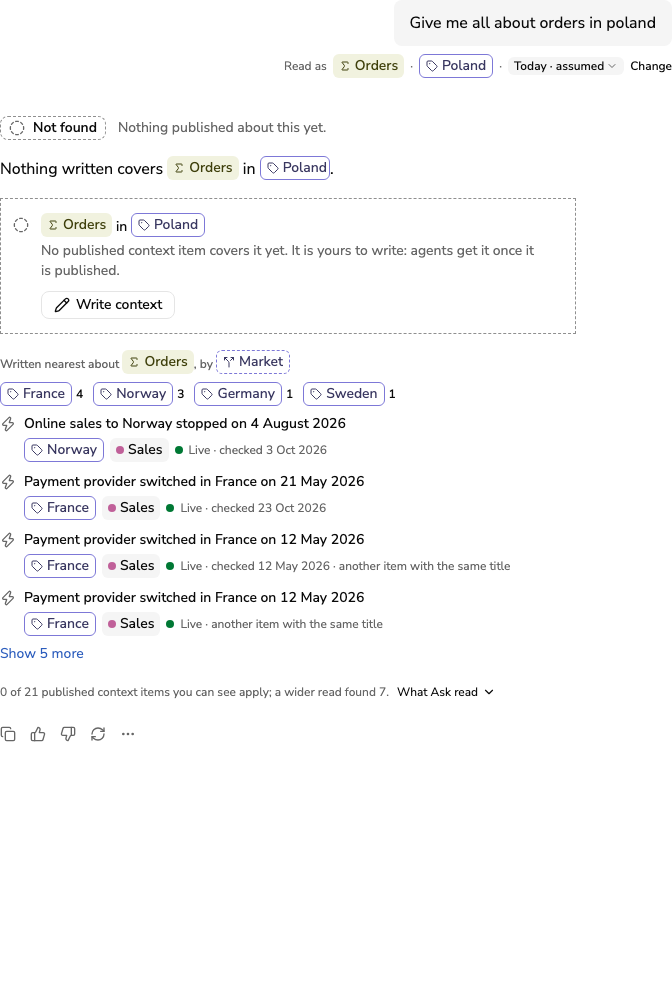 Give me all about orders in poland
Read as Orders · Poland · Today · assumed Change
Not found Nothing published about this yet.
Nothing written covers Orders in Poland.
Orders in Poland
No published context item covers it yet. It is yours to write: agents get it once it
is published.
Write context
Written nearest about Orders, by Market
France 4 Norway 3 Germany 1 Sweden 1
Online sales to Norway stopped on 4 August 2026
Norway Sales Live · checked 3 Oct 2026
Payment provider switched in France on 21 May 2026
France Sales Live · checked 23 Oct 2026
Payment provider switched in France on 12 May 2026
France Sales Live · checked 12 May 2026 · another item with the same title
Payment provider switched in France on 12 May 2026
France Sales Live · another item with the same title
Show 5 more
0 of 21 published context items you can see apply; a wider read found 7. What Ask read